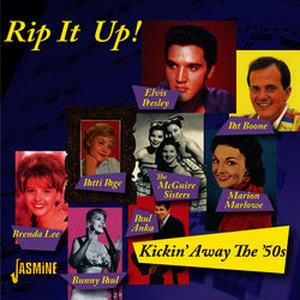 Rip It Up!
Elvis
Presley
Pat Boone
Patti Page
The
McGuire
Sisters
Marion
Marlowe
Brenda Lee
Bunny Paul
Paul
Anka
Kickin' Away The '50s
JASMINE